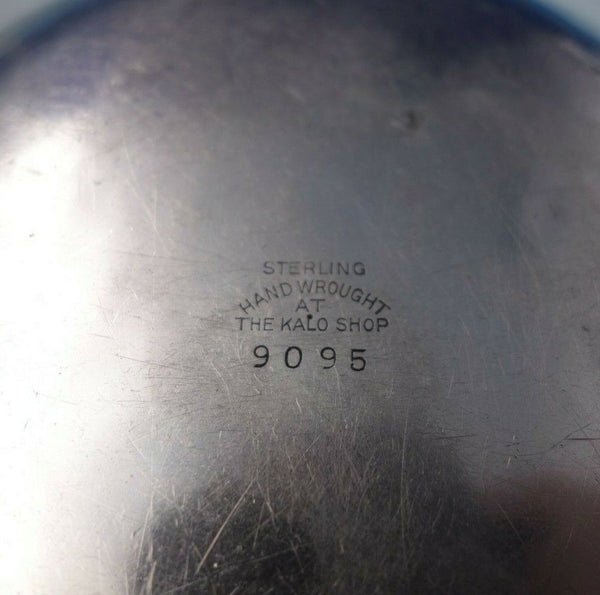 STERLING
HAND WROUGHT
AT
THE KALO SHOP
9095